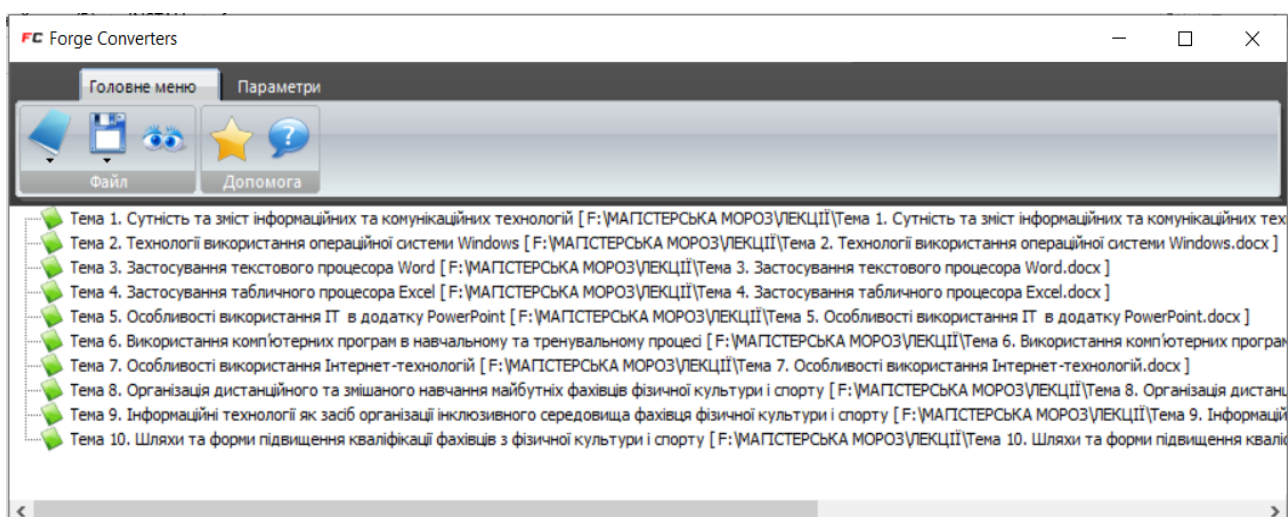 FC Forge Converters
Головне меню Параметри
Файл Допомога
Тема 1. Сутність та зміст інформаційних та комунікаційних технологій [ F:\МАГІСТЕРСЬКА МОРОЗ\ЛЕКЦІЇ\Тема 1. Сутність та зміст інформаційних та комунікаційних тех
Тема 2. Технології використання операційної системи Windows [ F:\МАГІСТЕРСЬКА МОРОЗ\ЛЕКЦІЇ\Тема 2. Технології використання операційної системи Windows.docx ]
Тема 3. Застосування текстового процесора Word [ F:\МАГІСТЕРСЬКА МОРОЗ\ЛЕКЦІЇ\Тема 3. Застосування текстового процесора Word.docx ]
Тема 4. Застосування табличного процесора Excel [ F:\МАГІСТЕРСЬКА МОРОЗ\ЛЕКЦІЇ\Тема 4. Застосування табличного процесора Excel.docx ]
Тема 5. Особливості використання ІТ в додатку PowerPoint [ F:\МАГІСТЕРСЬКА МОРОЗ\ЛЕКЦІЇ\Тема 5. Особливості використання ІТ в додатку PowerPoint.docx ]
Тема 6. Використання комп'ютерних програм в навчальному та тренувальному процесі [ F:\МАГІСТЕРСЬКА МОРОЗ\ЛЕКЦІЇ\Тема 6. Використання комп'ютерних програм
Тема 7. Особливості використання Інтернет-технологій [ F:\МАГІСТЕРСЬКА МОРОЗ\ЛЕКЦІЇ\Тема 7. Особливості використання Інтернет-технологій.docx ]
Тема 8. Організація дистанційного та змішаного навчання майбутніх фахівців фізичної культури і спорту [ F:\МАГІСТЕРСЬКА МОРОЗ\ЛЕКЦІЇ\Тема 8. Організація дистанц
Тема 9. Інформаційні технології як засіб організації інклюзивного середовища фахівця фізичної культури і спорту [ F:\МАГІСТЕРСЬКА МОРОЗ\ЛЕКЦІЇ\Тема 9. Інформацій
Тема 10. Шляхи та форми підвищення кваліфікації фахівців з фізичної культури і спорту [ F:\МАГІСТЕРСЬКА МОРОЗ\ЛЕКЦІЇ\Тема 10. Шляхи та форми підвищення кваліф